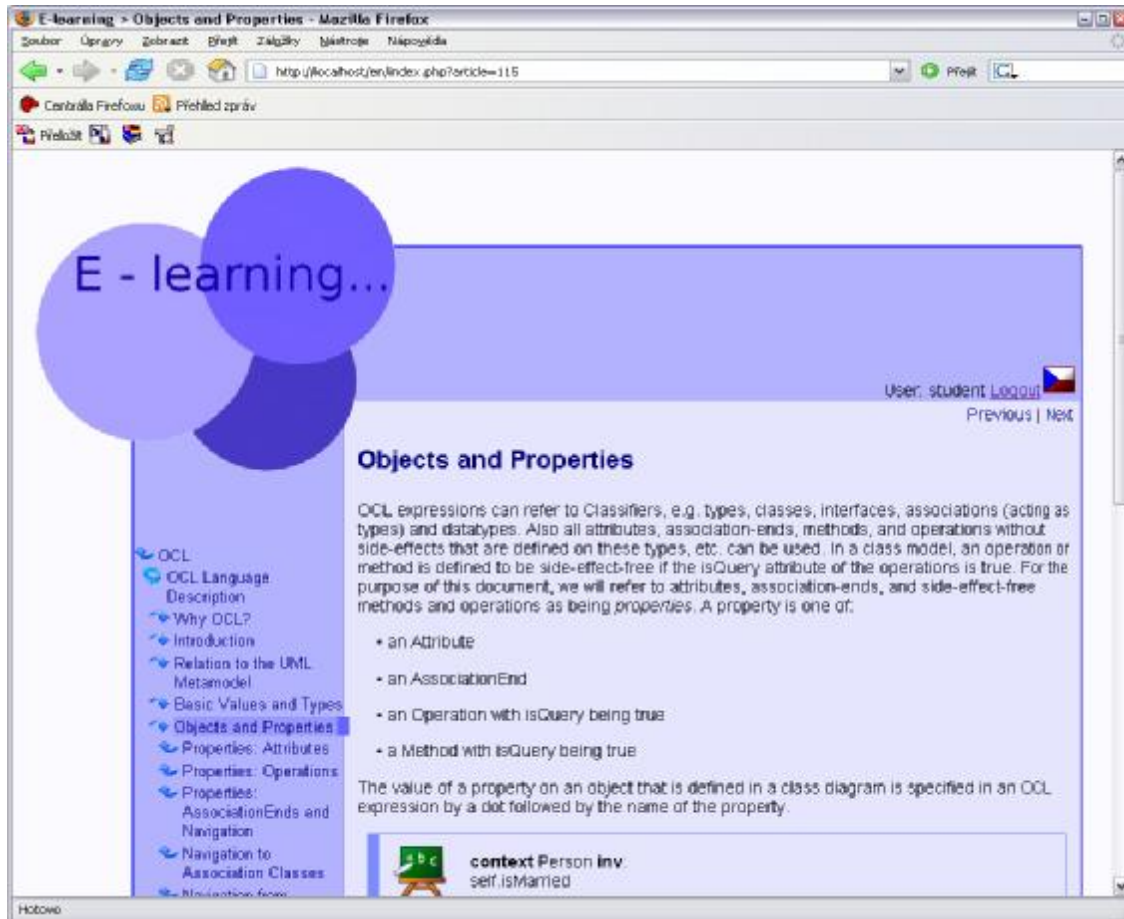 E-learning > Objects and Properties - Mozilla Firefox
Soubor Úpravy Zobrazit Přejít Záložky Nástroje Nápověda
http://localhost/en/index.php?article=115
Přejít
Centrála Firefoxu Přehled zpráv
Přeložit
E - learning...
User: student Logout
Previous | Next
Objects and Properties
OCL expressions can refer to Classifiers, e.g. types, classes, interfaces, associations (acting as
types) and datatypes. Also all attributes, association-ends, methods, and operations without
side-effects that are defined on these types, etc. can be used. In a class model, an operation or
method is defined to be side-effect-free if the isQuery attribute of the operations is true. For the
purpose of this document, we will refer to attributes, association-ends, and side-effect-free
methods and operations as being properties. A property is one of:
• an Attribute
• an AssociationEnd
• an Operation with isQuery being true
• a Method with isQuery being true
The value of a property on an object that is defined in a class diagram is specified in an OCL
expression by a dot followed by the name of the property.
abc
context Person inv:
self.isMarried
OCL
OCL Language
Description
Why OCL?
Introduction
Relation to the UML
Metamodel
Basic Values and Types
Objects and Properties
Properties: Attributes
Properties: Operations
Properties:
AssociationEnds and
Navigation
Navigation to
Association Classes
Navigation from
Hotovo